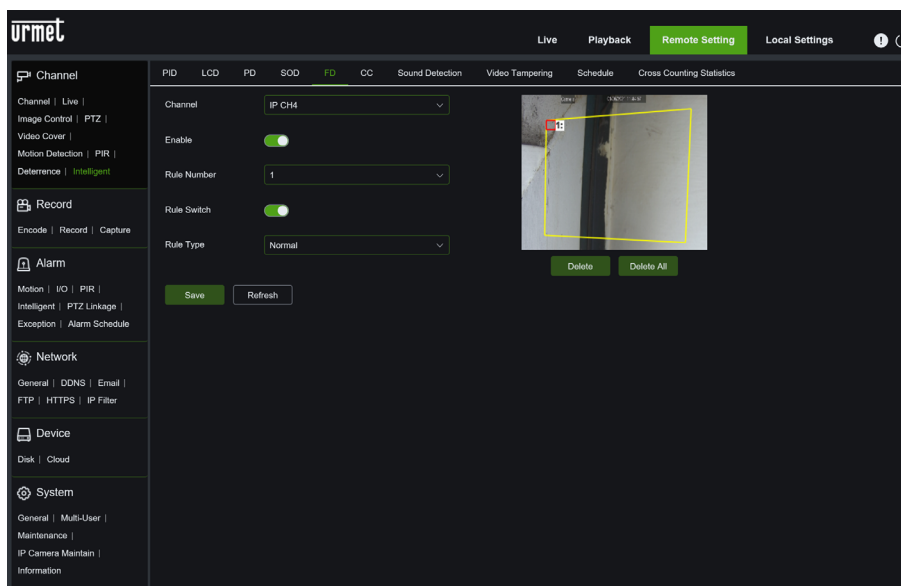 urmet
Live Playback Remote Setting Local Settings
Channel
Channel | Live |
Image Control | PTZ |
Video Cover |
Motion Detection | PIR |
Deterrence | Intelligent
Record
Encode | Record | Capture
Alarm
Motion | I/O | PIR |
Intelligent | PTZ Linkage |
Exception | Alarm Schedule
Network
General | DDNS | Email |
FTP | HTTPS | IP Filter
Device
Disk | Cloud
System
General | Multi-User |
Maintenance |
IP Camera Maintain |
Information
PID LCD PD SOD FD CC Sound Detection Video Tampering Schedule Cross Counting Statistics
Channel IP CH4
Enable
Rule Number 1
Rule Switch
Rule Type Normal
Save Refresh
1:
Delete Delete All